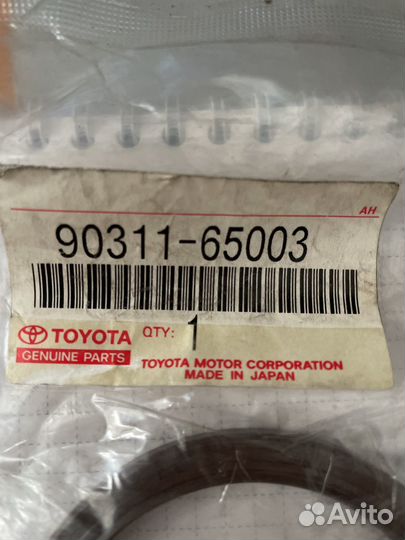 AH
90311-65003
TOYOTA QTY: 1
GENUINE PARTS
TOYOTA MOTOR CORPORATION
MADE IN JAPAN
Avito